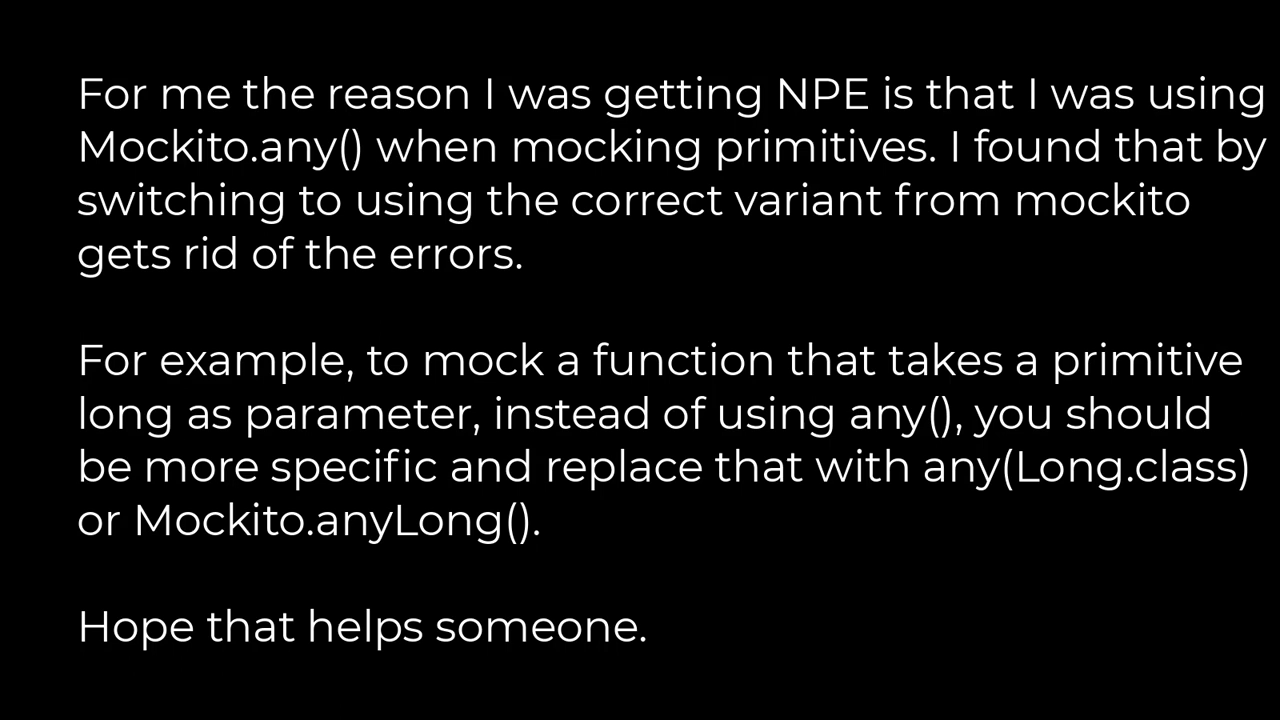 For me the reason I was getting NPE is that I was using
Mockito.any() when mocking primitives. I found that by
switching to using the correct variant from mockito
gets rid of the errors.
For example, to mock a function that takes a primitive
long as parameter, instead of using any(), you should
be more specific and replace that with any(Long.class)
or Mockito.anyLong().
Hope that helps someone.